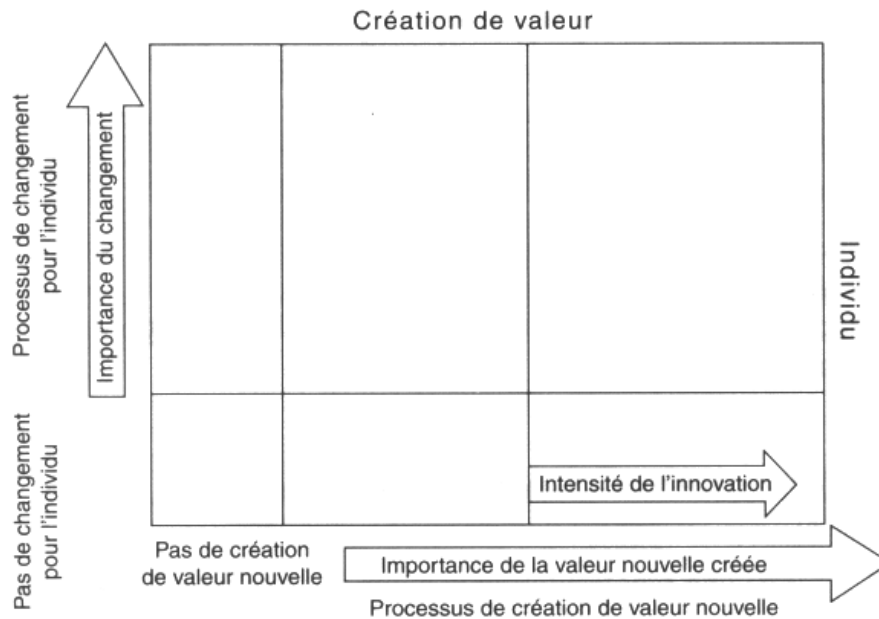 Création de valeur
Processus de changement
pour l'individu
Importance du changement
Individu
Pas de changement
pour l'individu
Intensité de l'innovation
Pas de création
de valeur nouvelle
Importance de la valeur nouvelle créée
Processus de création de valeur nouvelle